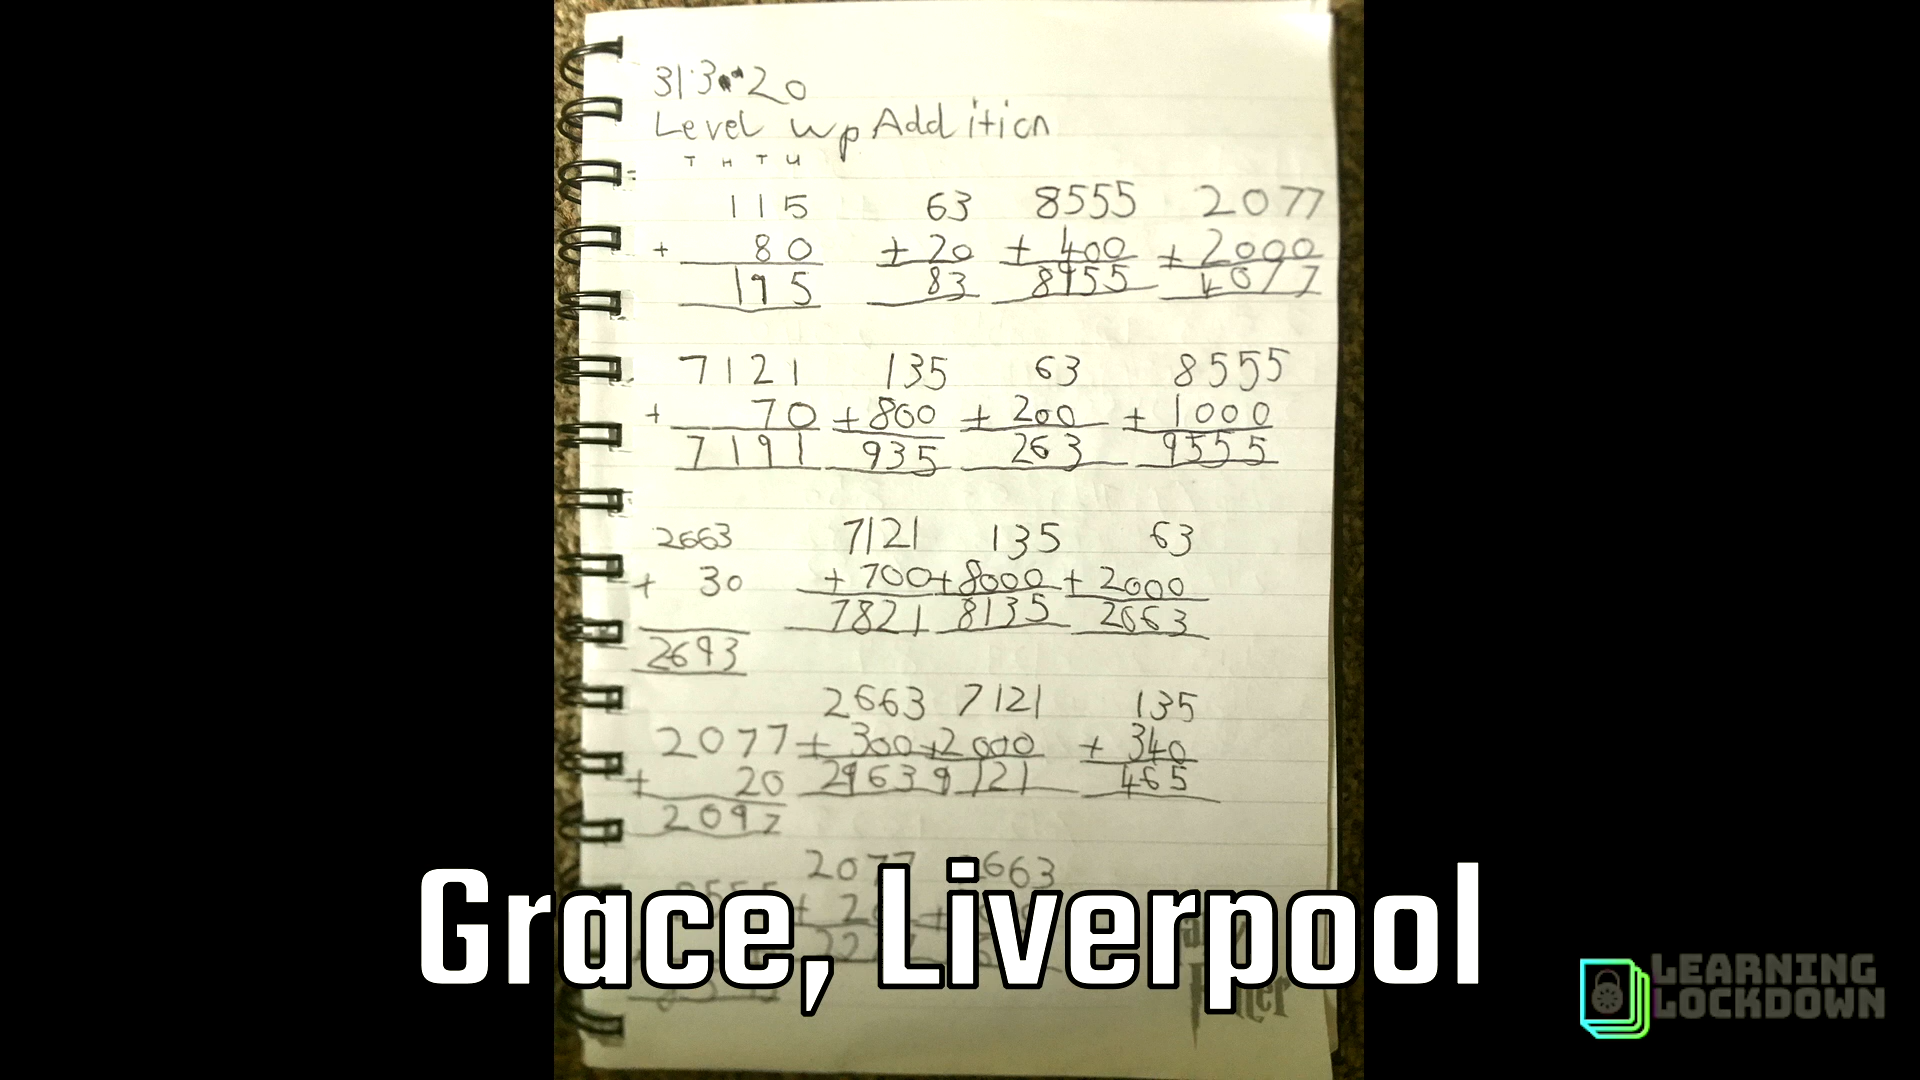 31.3.20
Level up Addition
T H T U
115 63 8555 2077
+ 80 + 20 + 400 + 2000
195 83 8955 4077
7121 135 63 8555
+ 70 + 800 + 200 + 1000
7191 935 263 9555
2663 7121 135 63
+ 30 + 700 + 8000 + 2000
7821 8135 2663
2693
2663 7121 135
2077 + 300 + 2000 + 340
+ 20 2963 9121 465
2097
2077 2663
Grace, Liverpool
LEARNING
LOCKDOWN